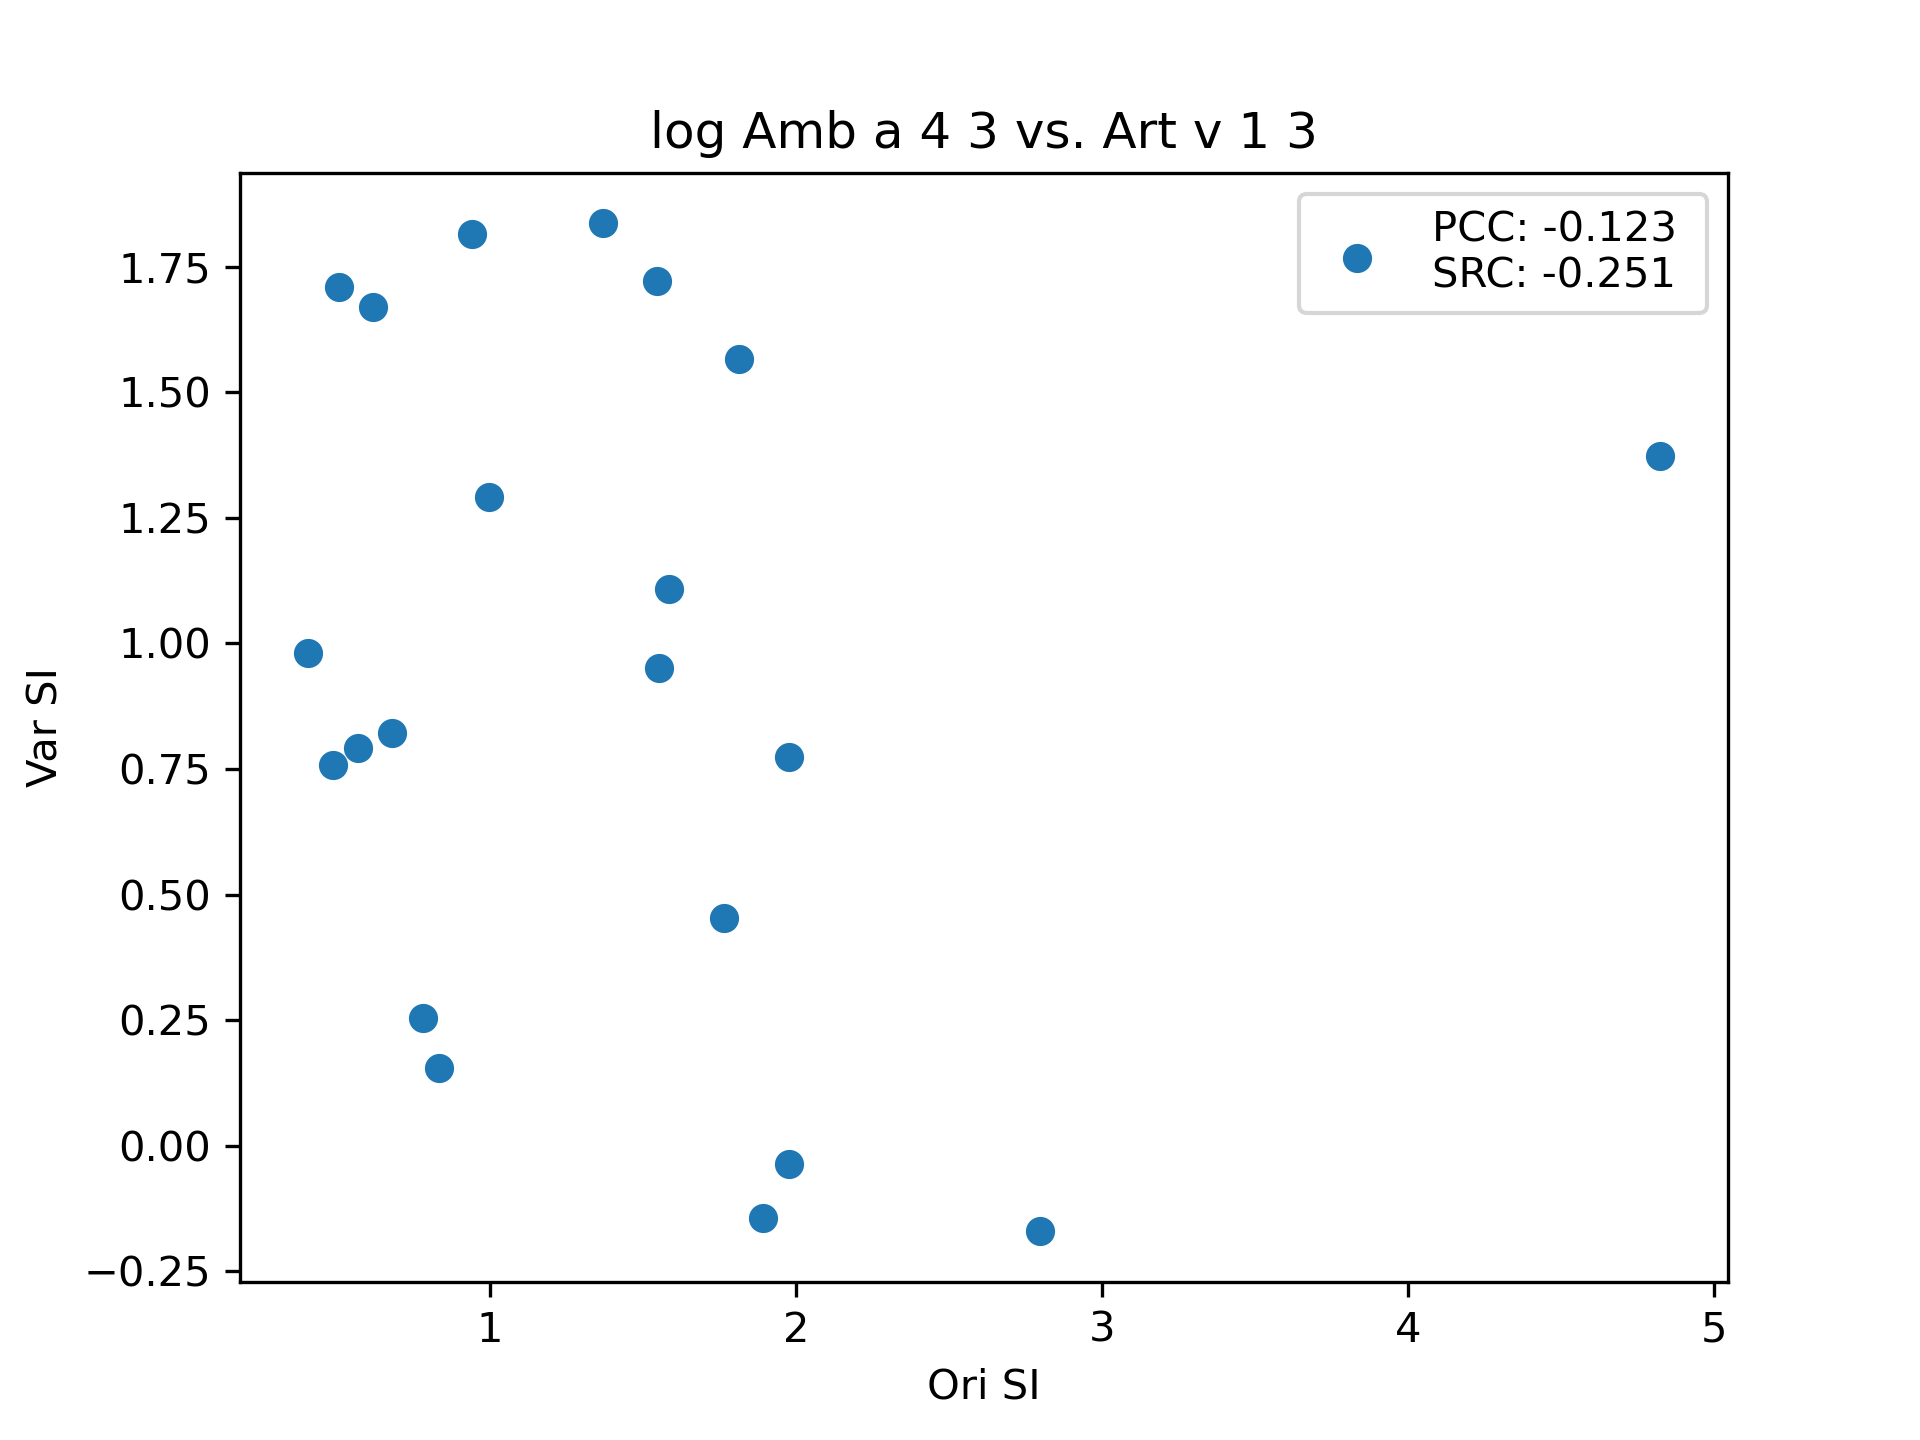 log Amb a 4 3 vs. Art v 1 3
PCC: -0.123
SRC: -0.251
1.75
1.50
1.25
1.00
0.75
0.50
0.25
0.00
−0.25
Var SI
1 2 3 4 5
Ori SI